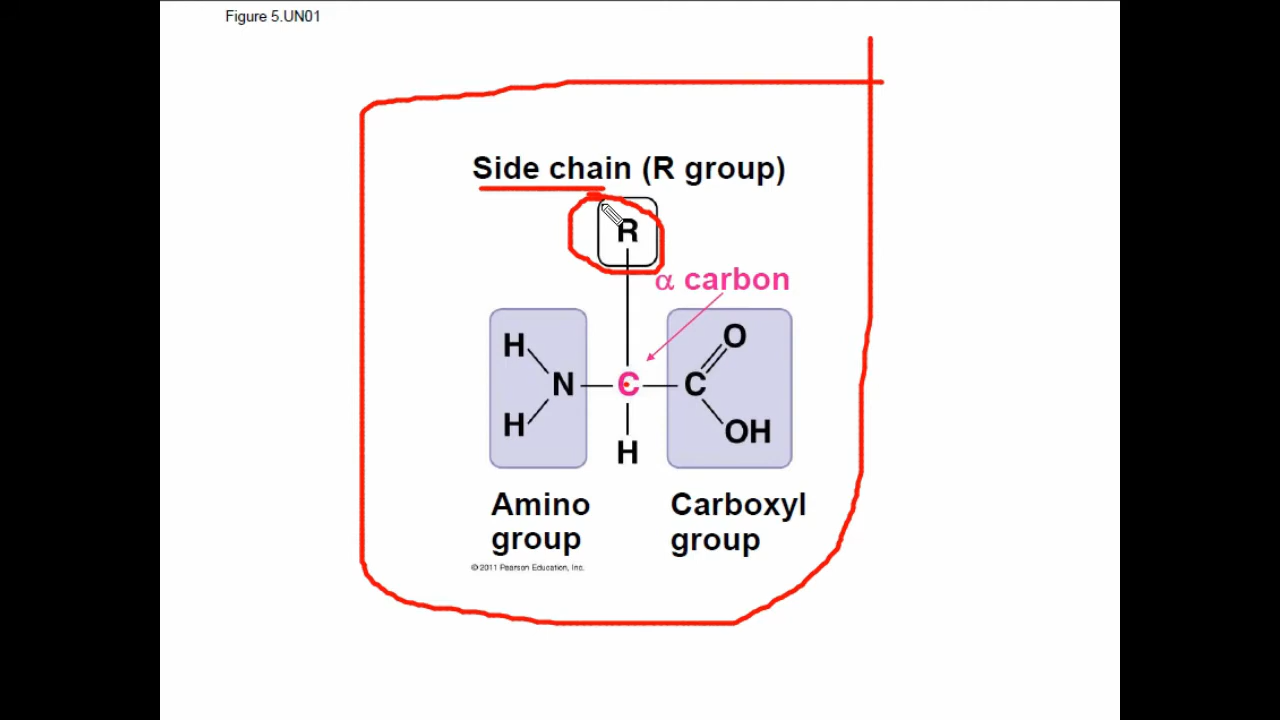 Figure 5.UN01
Side chain (R group)
R
α carbon
H
O
N
C
C
H
OH
H
Amino
group
Carboxyl
group
© 2011 Pearson Education, Inc.